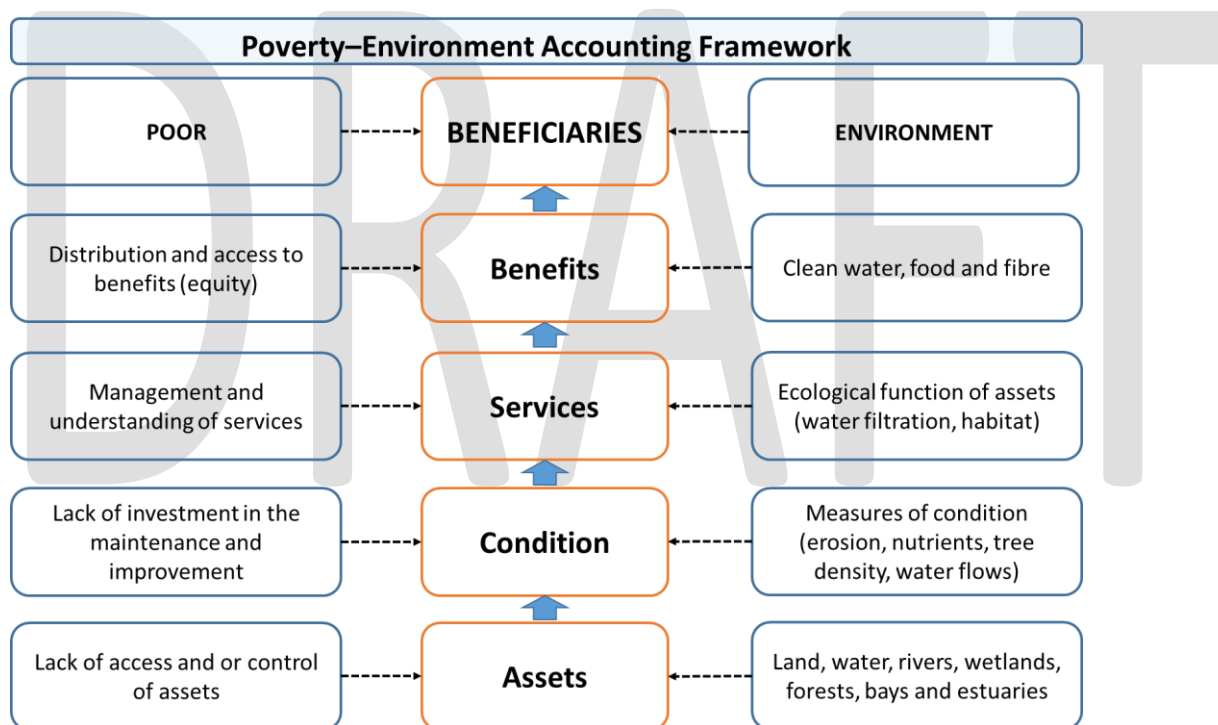 DRAFT
Poverty–Environment Accounting Framework
POOR
BENEFICIARIES
ENVIRONMENT
Distribution and access to
benefits (equity)
Benefits
Clean water, food and fibre
Management and
understanding of services
Services
Ecological function of assets
(water filtration, habitat)
Lack of investment in the
maintenance and
improvement
Condition
Measures of condition
(erosion, nutrients, tree
density, water flows)
Lack of access and or control
of assets
Assets
Land, water, rivers, wetlands,
forests, bays and estuaries